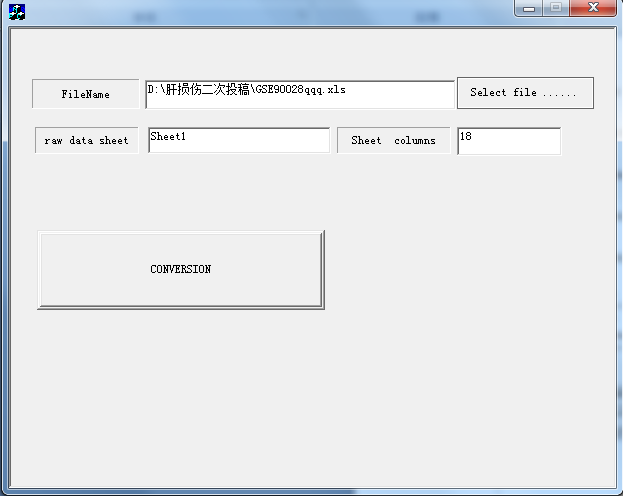 FileName
D:\肝损伤二次投稿\GSE90028qqq.xls
Select file ......
raw data sheet
Sheet1
Sheet columns
18
CONVERSION